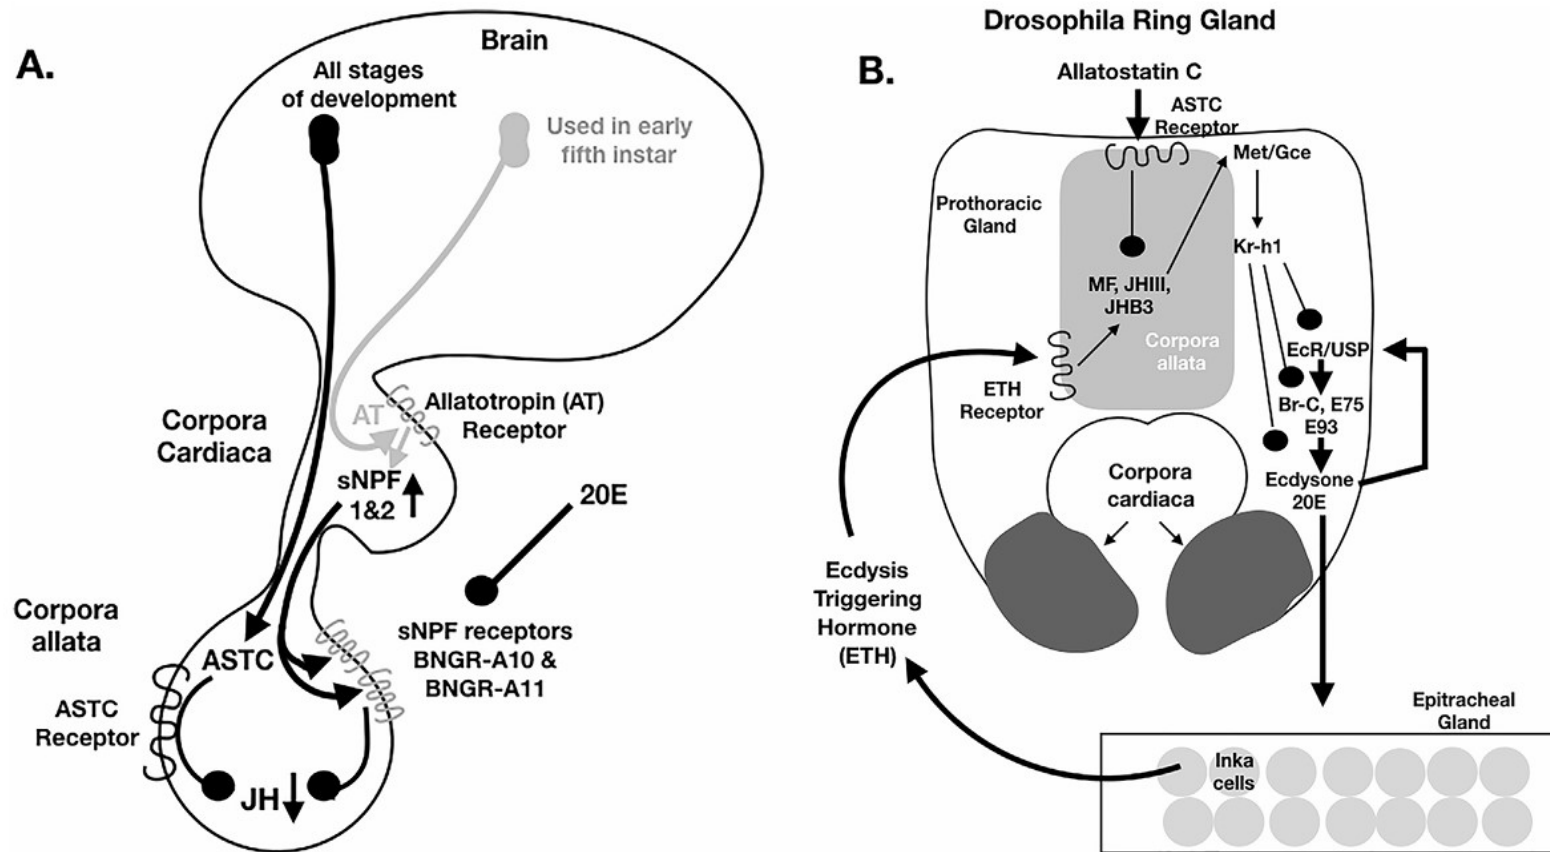 A.
Brain
All stages
of development
Used in early
fifth instar
Corpora
Cardiaca
AT
Allatotropin (AT)
Receptor
sNPF
1&2
20E
sNPF receptors
BNGR-A10 &
BNGR-A11
Corpora
allata
ASTC
ASTC
Receptor
JH
Drosophila Ring Gland
B.
Allatostatin C
ASTC
Receptor
Met/Gce
Prothoracic
Gland
Kr-h1
MF, JHIII,
JHB3
Corpora
allata
EcR/USP
ETH
Receptor
Br-C, E75
E93
Corpora
cardiaca
Ecdysone
20E
Ecdysis
Triggering
Hormone
(ETH)
Epitracheal
Gland
Inka
cells